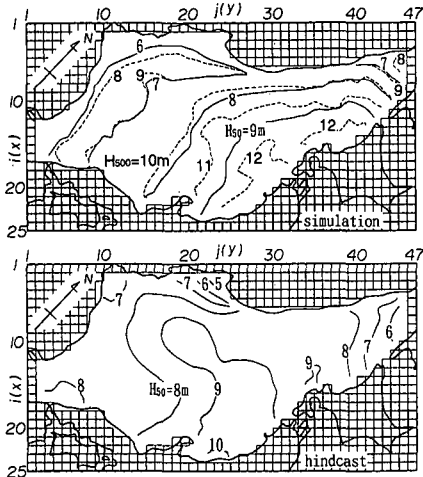 j(y)
1 10 20 30 40 47
N
6
7 8
8 9 7
9
10
8
i(x)
H50=9m
12
H500=10m
11 12
20
simulation
25
j(y)
1 10 20 30 40 47
N
7 6 5
7
6
7
8
10
i(x)
9
8
H50=8m 9
20
10
hindcast
25